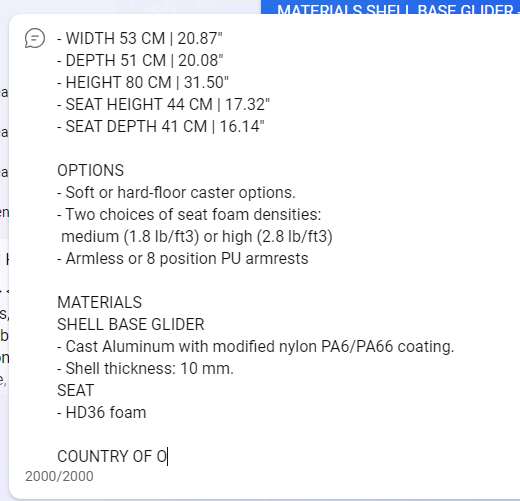 MATERIALS SHELL BASE GLIDER
- WIDTH 53 CM | 20.87"
- DEPTH 51 CM | 20.08"
- HEIGHT 80 CM | 31.50"
- SEAT HEIGHT 44 CM | 17.32"
- SEAT DEPTH 41 CM | 16.14"
OPTIONS
- Soft or hard-floor caster options.
- Two choices of seat foam densities:
medium (1.8 lb/ft3) or high (2.8 lb/ft3)
- Armless or 8 position PU armrests
MATERIALS
SHELL BASE GLIDER
- Cast Aluminum with modified nylon PA6/PA66 coating.
- Shell thickness: 10 mm.
SEAT
- HD36 foam
COUNTRY OF O
2000/2000